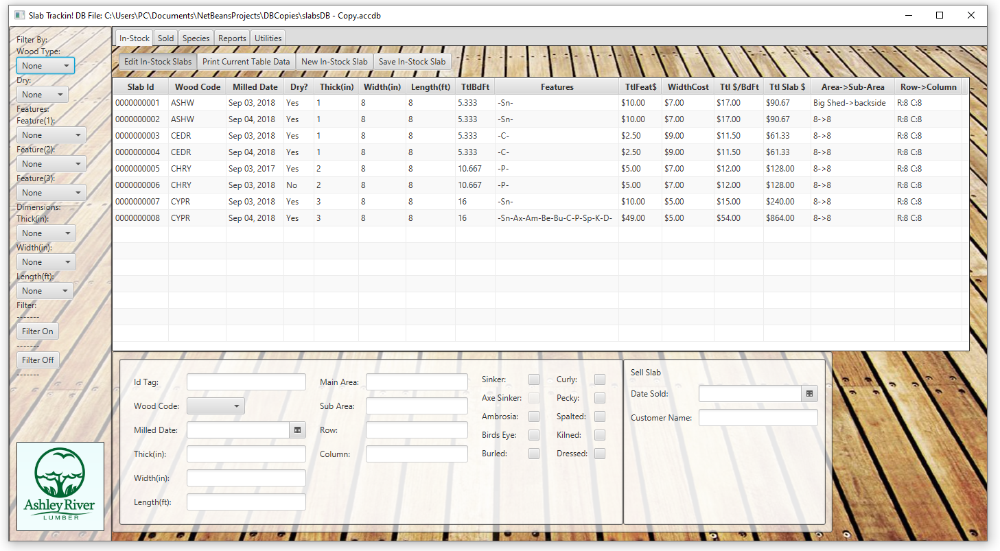 Slab Trackin! DB File: C:\Users\PC\Documents\NetBeansProjects\DBCopies\slabsDB - Copy.accdb
Filter By:
Wood Type:
None
Dry:
None
Features:
Feature(1):
None
Feature(2):
None
Feature(3):
None
Dimensions:
Thick(in):
None
Width(in):
None
Length(ft):
None
Filter:
-------
Filter On
-------
Filter Off
-------
Ashley River
LUMBER
In-Stock Sold Species Reports Utilities
Edit In-Stock Slabs Print Current Table Data New In-Stock Slab Save In-Stock Slab
Slab Id Wood Code Milled Date Dry? Thick(in) Width(in) Length(ft) TtlBdFt Features TtlFeat$ WidthCost Ttl $/BdFt Ttl Slab $ Area->Sub-Area Row->Column
0000000001 ASHW Sep 03, 2018 Yes 1 8 8 5.333 -Sn- $10.00 $7.00 $17.00 $90.67 Big Shed->backside R:8 C:8
0000000002 ASHW Sep 04, 2018 Yes 1 8 8 5.333 -Sn- $10.00 $7.00 $17.00 $90.67 8->8 R:8 C:8
0000000003 CEDR Sep 03, 2018 Yes 1 8 8 5.333 -C- $2.50 $9.00 $11.50 $61.33 8->8 R:8 C:8
0000000004 CEDR Sep 04, 2018 Yes 1 8 8 5.333 -C- $2.50 $9.00 $11.50 $61.33 8->8 R:8 C:8
0000000005 CHRY Sep 03, 2017 Yes 2 8 8 10.667 -P- $5.00 $7.00 $12.00 $128.00 8->8 R:8 C:8
0000000006 CHRY Sep 03, 2018 No 2 8 8 10.667 -P- $5.00 $7.00 $12.00 $128.00 8->8 R:8 C:8
0000000007 CYPR Sep 03, 2018 Yes 3 8 8 16 -Sn- $10.00 $5.00 $15.00 $240.00 8->8 R:8 C:8
0000000008 CYPR Sep 04, 2018 Yes 3 8 8 16 -Sn-Ax-Am-Be-Bu-C-P-Sp-K-D- $49.00 $5.00 $54.00 $864.00 8->8 R:8 C:8
Id Tag:
Wood Code:
Milled Date:
Thick(in):
Width(in):
Length(ft):
Main Area:
Sub Area:
Row:
Column:
Sinker:
Axe Sinker:
Ambrosia:
Birds Eye:
Burled:
Curly:
Pecky:
Spalted:
Kilned:
Dressed:
Sell Slab
Date Sold:
Customer Name: